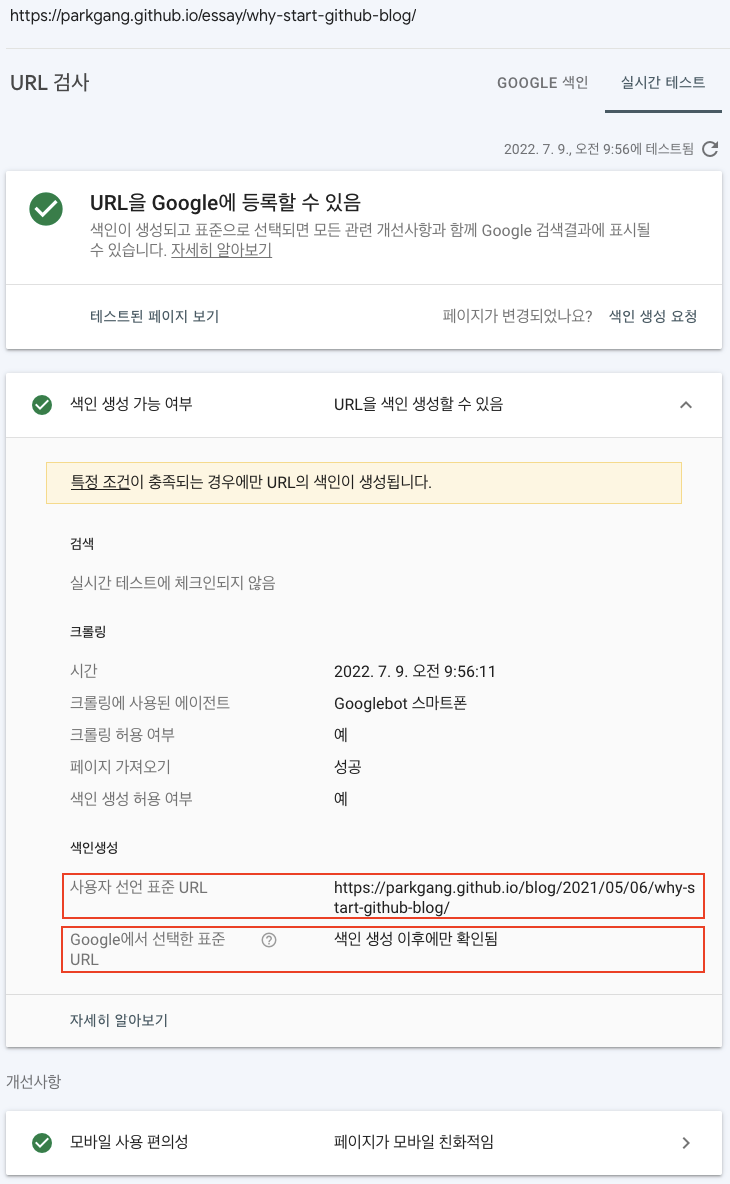 https://parkgang.github.io/essay/why-start-github-blog/
URL 검사
GOOGLE 색인
실시간 테스트
2022. 7. 9., 오전 9:56에 테스트됨
URL을 Google에 등록할 수 있음
색인이 생성되고 표준으로 선택되면 모든 관련 개선사항과 함께 Google 검색결과에 표시될
수 있습니다. 자세히 알아보기
테스트된 페이지 보기
페이지가 변경되었나요?
색인 생성 요청
색인 생성 가능 여부
URL을 색인 생성할 수 있음
특정 조건이 충족되는 경우에만 URL의 색인이 생성됩니다.
검색
실시간 테스트에 체크인되지 않음
크롤링
시간
2022. 7. 9. 오전 9:56:11
크롤링에 사용된 에이전트
Googlebot 스마트폰
크롤링 허용 여부
예
페이지 가져오기
성공
색인 생성 허용 여부
예
색인생성
사용자 선언 표준 URL
https://parkgang.github.io/blog/2021/05/06/why-s
tart-github-blog/
Google에서 선택한 표준
URL
색인 생성 이후에만 확인됨
자세히 알아보기
개선사항
모바일 사용 편의성
페이지가 모바일 친화적임